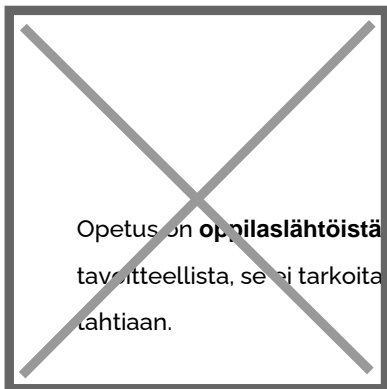 Opetus on oppilaslähtöistä
tavoitteellista, se ei tarkoita
tahtiaan.